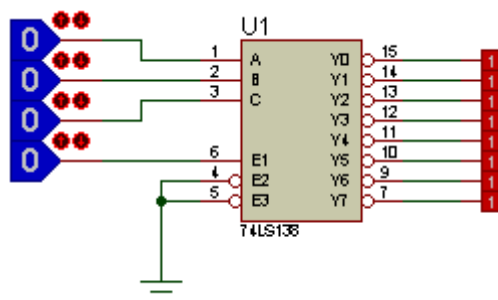 U1
0
0
0
0
1 A Y0 15 1
2 B Y1 14 1
3 C Y2 13 1
Y3 12 1
Y4 11 1
6 E1 Y5 10 1
4 E2 Y6 9 1
5 E3 Y7 7 1
74LS138